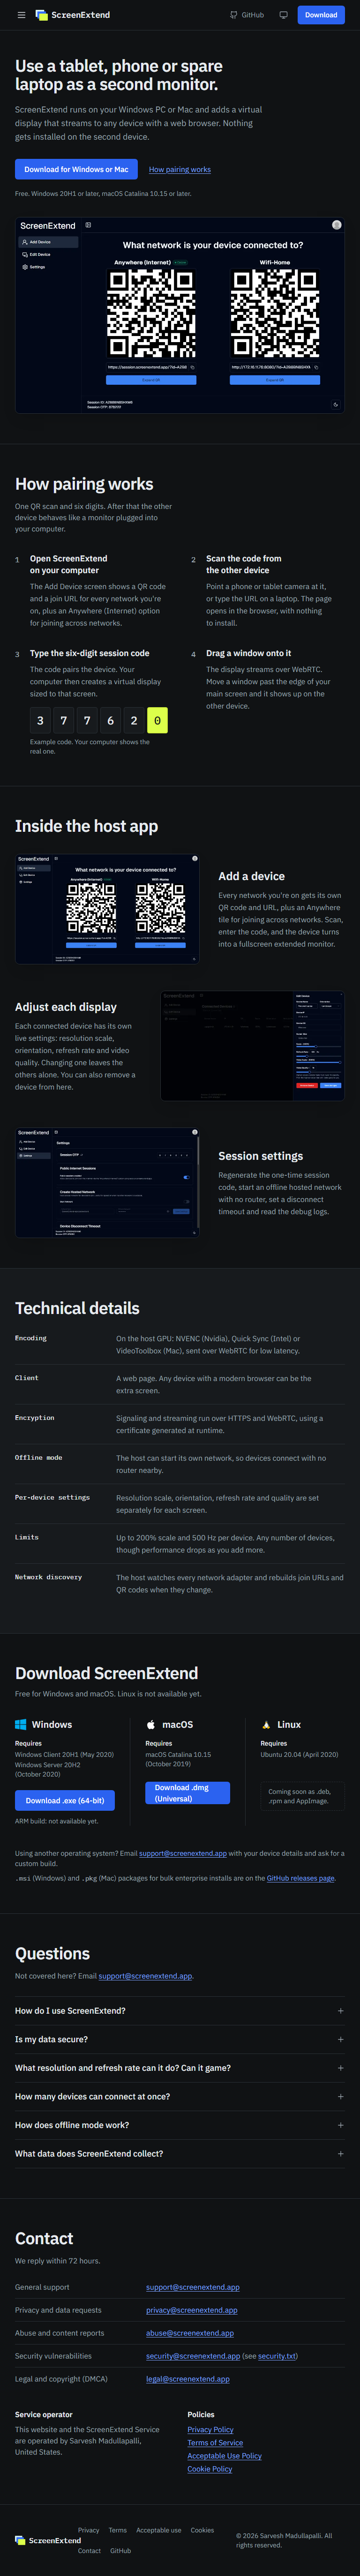 ScreenExtend
GitHub
Download
Use a tablet, phone or spare
laptop as a second monitor.
ScreenExtend runs on your Windows PC or Mac and adds a virtual
display that streams to any device with a web browser. Nothing
gets installed on the second device.
Download for Windows or Mac
How pairing works
Free. Windows 20H1 or later, macOS Catalina 10.15 or later.
ScreenExtend
Add Device
Edit Device
Settings
What network is your device connected to?
Anywhere (Internet)
Wifi-Home
How pairing works
One QR scan and six digits. After that the other
device behaves like a monitor plugged into
your computer.
1
Open ScreenExtend
on your computer
The Add Device screen shows a QR code
and a join URL for every network you're
on, plus an Anywhere (Internet) option
for joining across networks.
2
Scan the code from
the other device
Point a phone or tablet camera at it,
or type the URL on a laptop. The page
opens in the browser, with nothing
to install.
3
Type the six-digit session code
The code pairs the device. Your
computer then creates a virtual display
sized to that screen.
3 7 7 6 2 0
Example code. Your computer shows the
real one.
4
Drag a window onto it
The display streams over WebRTC.
Move a window past the edge of your
main screen and it shows up on the
other device.
Inside the host app
ScreenExtend
What network is your device connected to?
Add a device
Every network you're on gets its own
QR code and URL, plus an Anywhere
tile for joining across networks. Scan,
enter the code, and the device turns
into a fullscreen extended monitor.
Adjust each display
Each connected device has its own
live settings: resolution scale,
orientation, refresh rate and video
quality. Changing one leaves the
others alone. You can also remove a
device from here.
ScreenExtend
ScreenExtend
Settings
Session OTP
Public Internet Sessions
Create Hosted Network
Device Disconnect Timeout
Session settings
Regenerate the one-time session
code, start an offline hosted network
with no router, set a disconnect
timeout and read the debug logs.
Technical details
Encoding
On the host GPU: NVENC (Nvidia), Quick Sync (Intel) or
VideoToolbox (Mac), sent over WebRTC for low latency.
Client
A web page. Any device with a modern browser can be the
extra screen.
Encryption
Signaling and streaming run over HTTPS and WebRTC, using a
certificate generated at runtime.
Offline mode
The host can start its own network, so devices connect with no
router nearby.
Per-device settings
Resolution scale, orientation, refresh rate and quality are set
separately for each screen.
Limits
Up to 200% scale and 500 Hz per device. Any number of devices,
though performance drops as you add more.
Network discovery
The host watches every network adapter and rebuilds join URLs and
QR codes when they change.
Download ScreenExtend
Free for Windows and macOS. Linux is not available yet.
Windows
Requires
Windows Client 20H1 (May 2020)
Windows Server 20H2
(October 2020)
Download .exe (64-bit)
ARM build: not available yet.
macOS
Requires
macOS Catalina 10.15
(October 2019)
Download .dmg
(Universal)
Linux
Requires
Ubuntu 20.04 (April 2020)
Coming soon as .deb,
.rpm and AppImage.
Using another operating system? Email support@screenextend.app with your device details and ask for a
custom build.
.msi (Windows) and .pkg (Mac) packages for bulk enterprise installs are on the GitHub releases page.
Questions
Not covered here? Email support@screenextend.app.
How do I use ScreenExtend?
Is my data secure?
What resolution and refresh rate can it do? Can it game?
How many devices can connect at once?
How does offline mode work?
What data does ScreenExtend collect?
Contact
We reply within 72 hours.
General support
support@screenextend.app
Privacy and data requests
privacy@screenextend.app
Abuse and content reports
abuse@screenextend.app
Security vulnerabilities
security@screenextend.app (see security.txt)
Legal and copyright (DMCA)
legal@screenextend.app
Service operator
This website and the ScreenExtend Service
are operated by Sarvesh Madullapalli,
United States.
Policies
Privacy Policy
Terms of Service
Acceptable Use Policy
Cookie Policy
ScreenExtend
Privacy Terms Acceptable use Cookies
Contact GitHub
© 2026 Sarvesh Madullapalli. All
rights reserved.